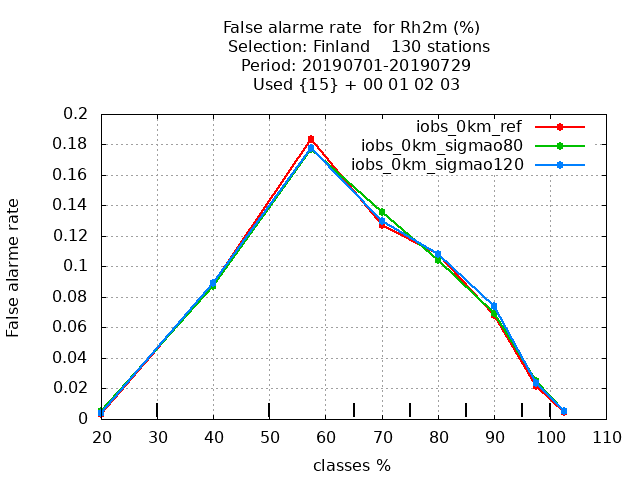 False alarme rate  for Rh2m (%)
Selection: Finland    130 stations
Period: 20190701-20190729
Used {15} + 00 01 02 03
iobs_0km_ref
iobs_0km_sigmao80
iobs_0km_sigmao120
False alarme rate
0.2
0.18
0.16
0.14
0.12
0.1
0.08
0.06
0.04
0.02
0
20 30 40 50 60 70 80 90 100 110
classes %